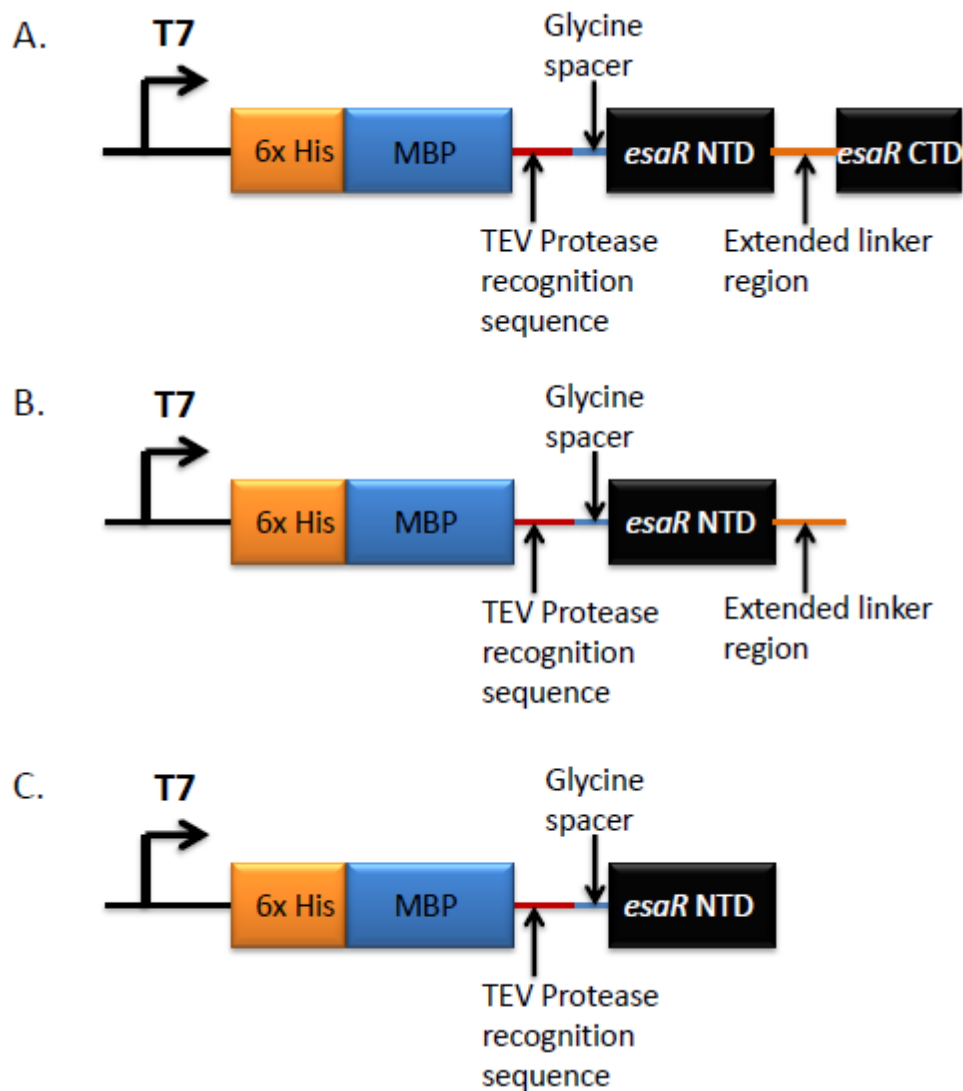 A.
T7
Glycine
spacer
6x His
MBP
esaR NTD
esaR CTD
TEV Protease
recognition
sequence
Extended linker
region
B.
T7
Glycine
spacer
6x His
MBP
esaR NTD
TEV Protease
recognition
sequence
Extended linker
region
C.
T7
Glycine
spacer
6x His
MBP
esaR NTD
TEV Protease
recognition
sequence